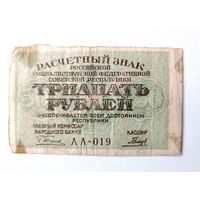 РАСЧЕТНЫЙ ЗНАК
РОССИЙСКОЙ
СОЦИАЛИСТИЧЕСКОЙ ФЕДЕРАТИВНОЙ
СОВЕТСКОЙ РЕСПУБЛИКИ
ТРИДЦАТЬ
РУБЛЕЙ
ОБЕСПЕЧИВАЕТСЯ ВСЕМ ДОСТОЯНИЕМ
РЕСПУБЛИКИ
ГЛАВНЫЙ КОМИССАР
НАРОДНОГО БАНКА
КАССИР
АА-019